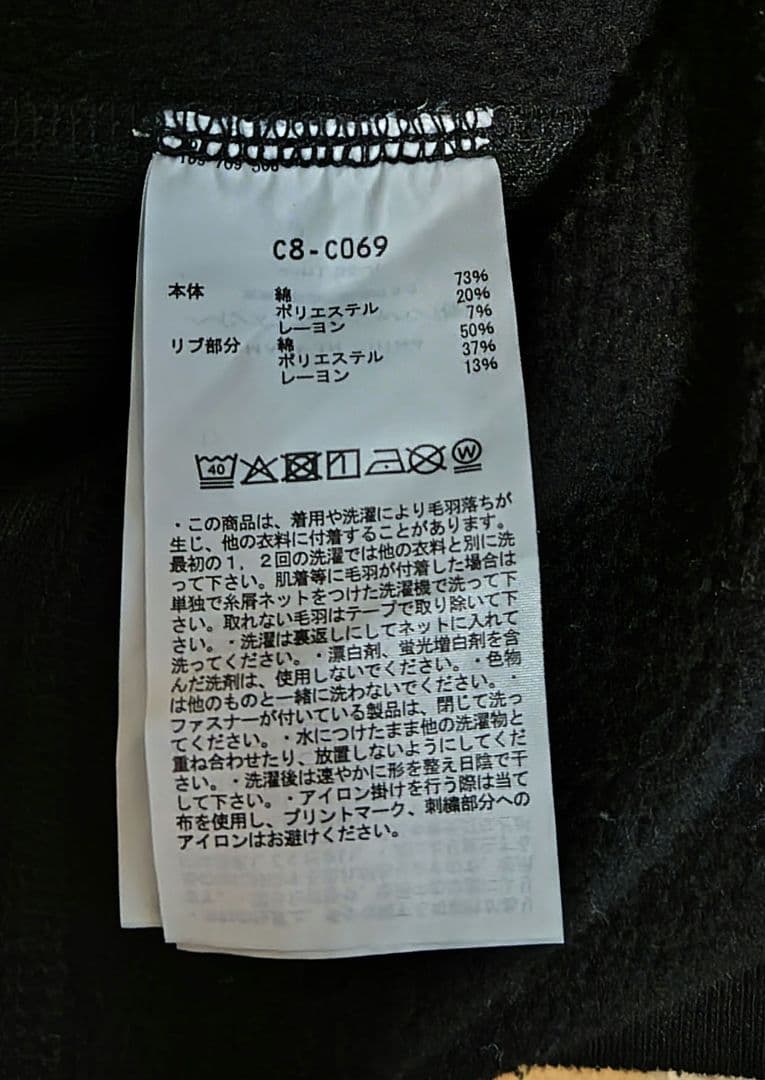 C8-C069
本体 綿 73%
ポリエステル 20%
レーヨン 7%
リブ部分 綿 50%
ポリエステル 37%
レーヨン 13%
40 W
・この商品は、着用や洗濯により毛羽落ちが
生じ、他の衣料に付着することがあります。
最初の1，2回の洗濯では他の衣料と別に洗
って下さい。肌着等に毛羽が付着した場合は
単独で糸屑ネットをつけた洗濯機で洗って下
さい。取れない毛羽はテープで取り除いて下
さい。・洗濯は裏返しにしてネットに入れて
洗ってください。・漂白剤、蛍光増白剤を含
んだ洗剤は、使用しないでください。・色物
は他のものと一緒に洗わないでください。・
ファスナーが付いている製品は、閉じて洗っ
てください。・水につけたまま他の洗濯物と
重ね合わせたり、放置しないようにしてくだ
さい。・洗濯後は速やかに形を整え日陰で干
して下さい。・アイロン掛けを行う際は当て
布を使用し、プリントマーク、刺繍部分への
アイロンはお避けください。